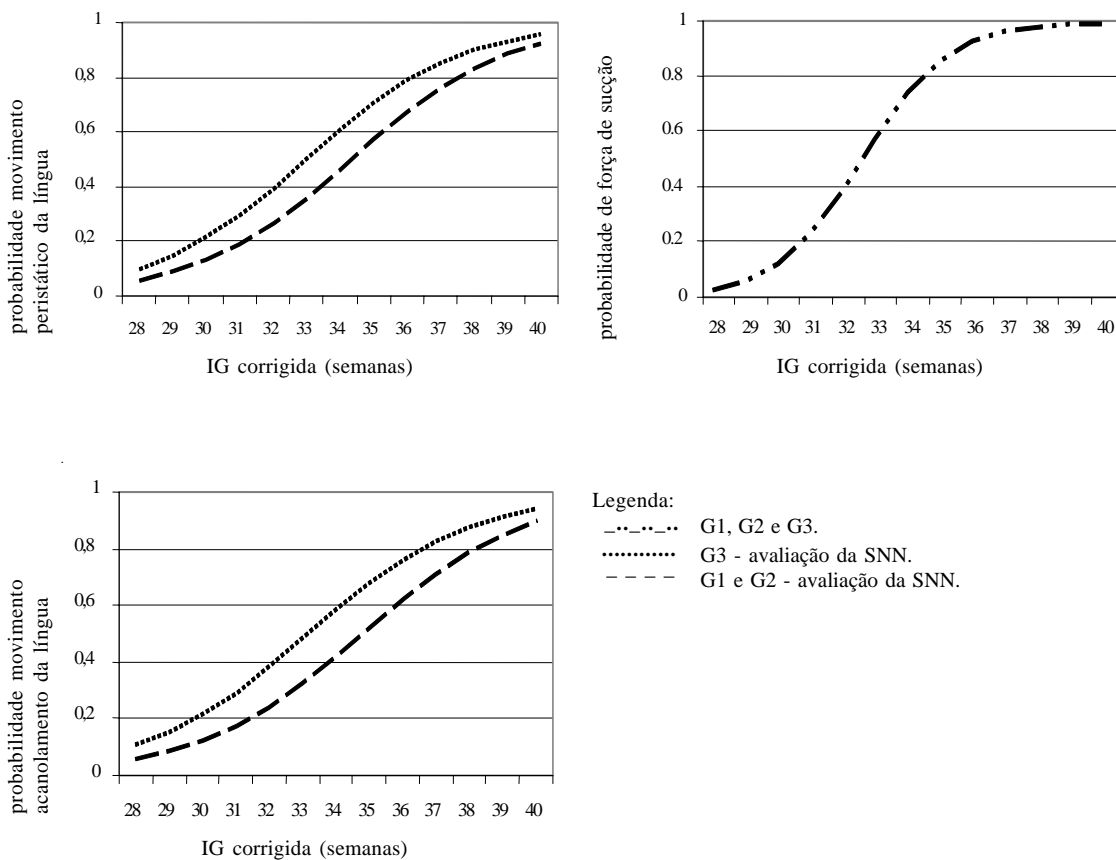 probabilidade movimento
peristático da língua
1
0,8
0,6
0,4
0,2
0
28 29 30 31 32 33 34 35 36 37 38 39 40
IG corrigida (semanas)
probabilidade de força de sucção
1
0,8
0,6
0,4
0,2
0
28 29 30 31 32 33 34 35 36 37 38 39 40
IG corrigida (semanas)
probabilidade movimento
acanolamento da língua
1
0,8
0,6
0,4
0,2
0
28 29 30 31 32 33 34 35 36 37 38 39 40
IG corrigida (semanas)
Legenda:
G1, G2 e G3.
G3 - avaliação da SNN.
G1 e G2 - avaliação da SNN.